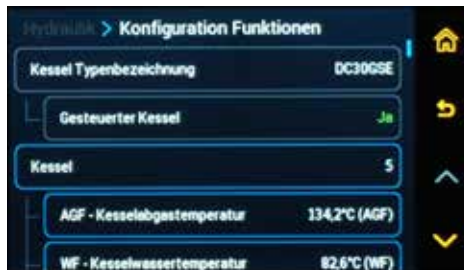 Hydraulik > Konfiguration Funktionen
Kessel Typenbezeichnung DC30GSE
Gesteuerter Kessel Ja
Kessel 5
AGF - Kesselabgastemperatur 134,2°C (AGF)
WF - Kesselwassertemperatur 82,6°C (WF)